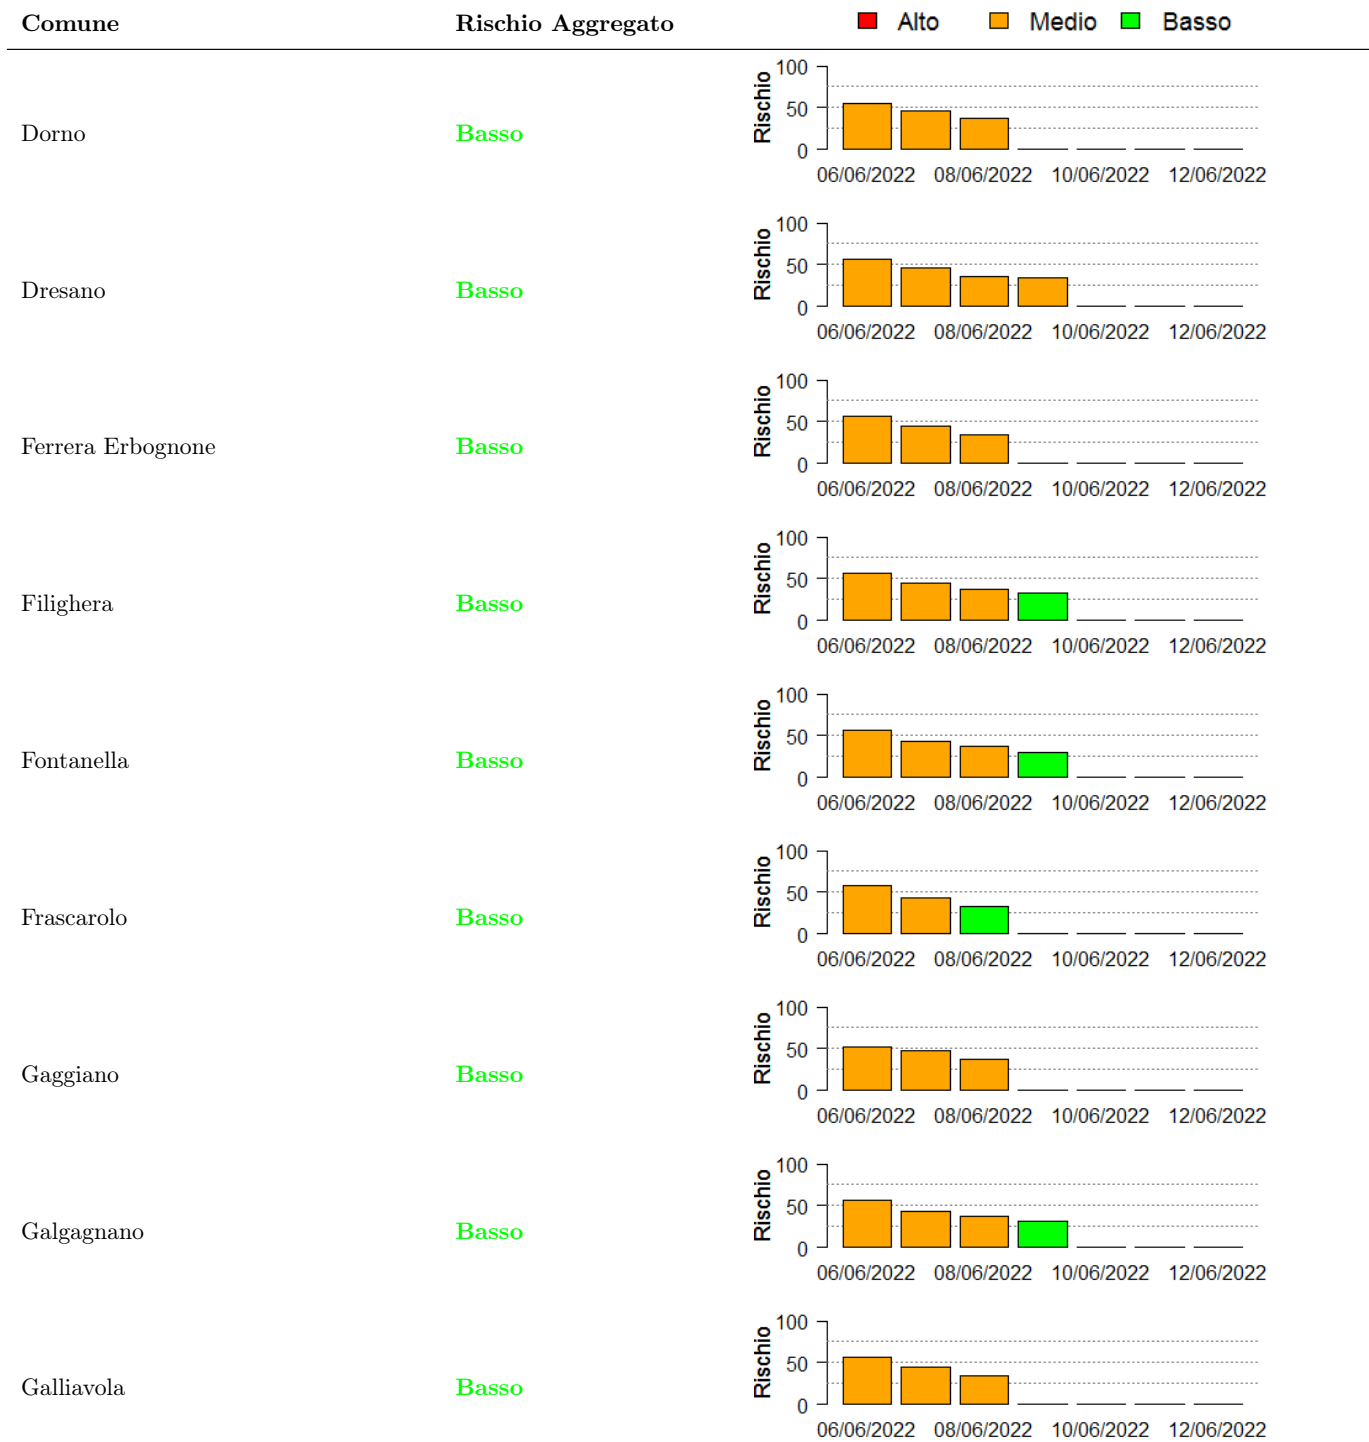 Comune Rischio Aggregato Alto Medio Basso
100
50
0
Rischio
Dorno Basso
06/06/2022 08/06/2022 10/06/2022 12/06/2022
100
50
0
Rischio
Dresano Basso
06/06/2022 08/06/2022 10/06/2022 12/06/2022
100
50
0
Rischio
Ferrera Erbognone Basso
06/06/2022 08/06/2022 10/06/2022 12/06/2022
100
50
0
Rischio
Filighera Basso
06/06/2022 08/06/2022 10/06/2022 12/06/2022
100
50
0
Rischio
Fontanella Basso
06/06/2022 08/06/2022 10/06/2022 12/06/2022
100
50
0
Rischio
Frascarolo Basso
06/06/2022 08/06/2022 10/06/2022 12/06/2022
100
50
0
Rischio
Gaggiano Basso
06/06/2022 08/06/2022 10/06/2022 12/06/2022
100
50
0
Rischio
Galgagnano Basso
06/06/2022 08/06/2022 10/06/2022 12/06/2022
100
50
0
Rischio
Galliavola Basso
06/06/2022 08/06/2022 10/06/2022 12/06/2022